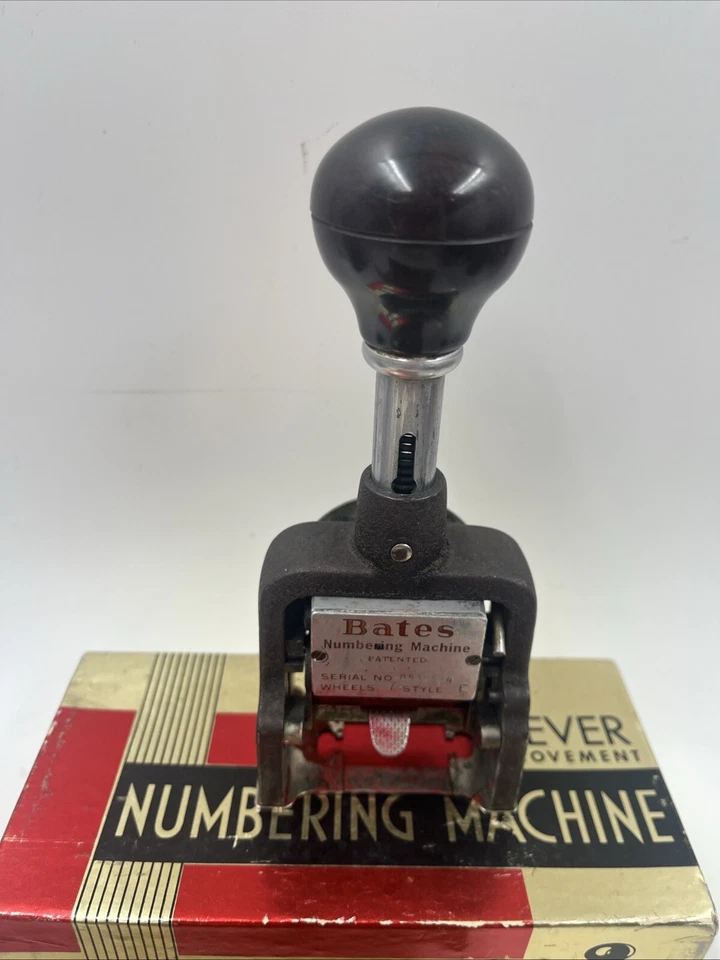 Bates
Numbering Machine
PATENTED
SERIAL NO
WHEELS STYLE
EVER
OVEMENT
NUMBERING MACHINE